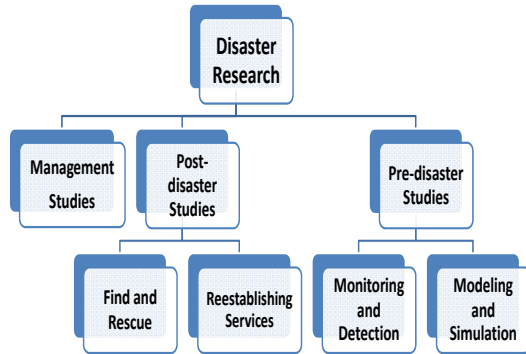 Disaster
Research
Management
Studies
Post-
disaster
Studies
Pre-disaster
Studies
Find and
Rescue
Reestablishing
Services
Monitoring
and
Detection
Modeling
and
Simulation